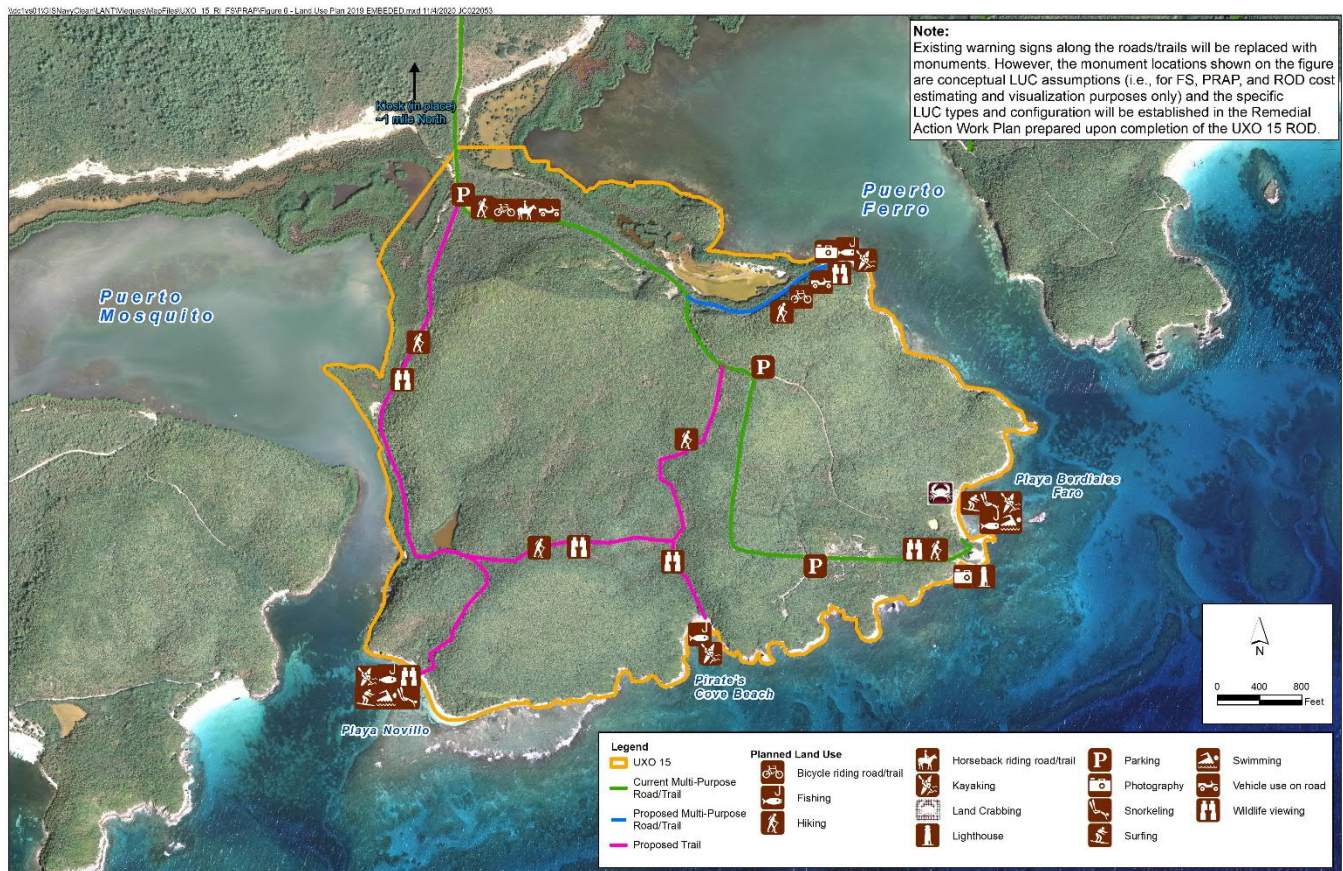 \\dc1vs01\GISNavyClean\LANT\Vieques\MapFiles\UXO_15_RI_FS\PRAP\Figure 6 - Land Use Plan 2019 EMBEDED.mxd 11/4/2020 JC022053
Note:
Existing warning signs along the roads/trails will be replaced with
monuments. However, the monument locations shown on the figure
are conceptual LUC assumptions (i.e., for FS, PRAP, and ROD cost
estimating and visualization purposes only) and the specific
LUC types and configuration will be established in the Remedial
Action Work Plan prepared upon completion of the UXO 15 ROD.
Kiosk (in place)
~1 mile North
P
Puerto
Ferro
Puerto
Mosquito
P
Playa Berdiales
Faro
P
Pirate's
Cove Beach
Playa Novillo
N
0 400 800
Feet
Legend
UXO 15
Current Multi-Purpose
Road/Trail
Proposed Multi-Purpose
Road/Trail
Proposed Trail
Planned Land Use
Bicycle riding road/trail
Fishing
Hiking
Horseback riding road/trail
Kayaking
Land Crabbing
Lighthouse
P Parking
Photography
Snorkeling
Surfing
Swimming
Vehicle use on road
Wildlife viewing